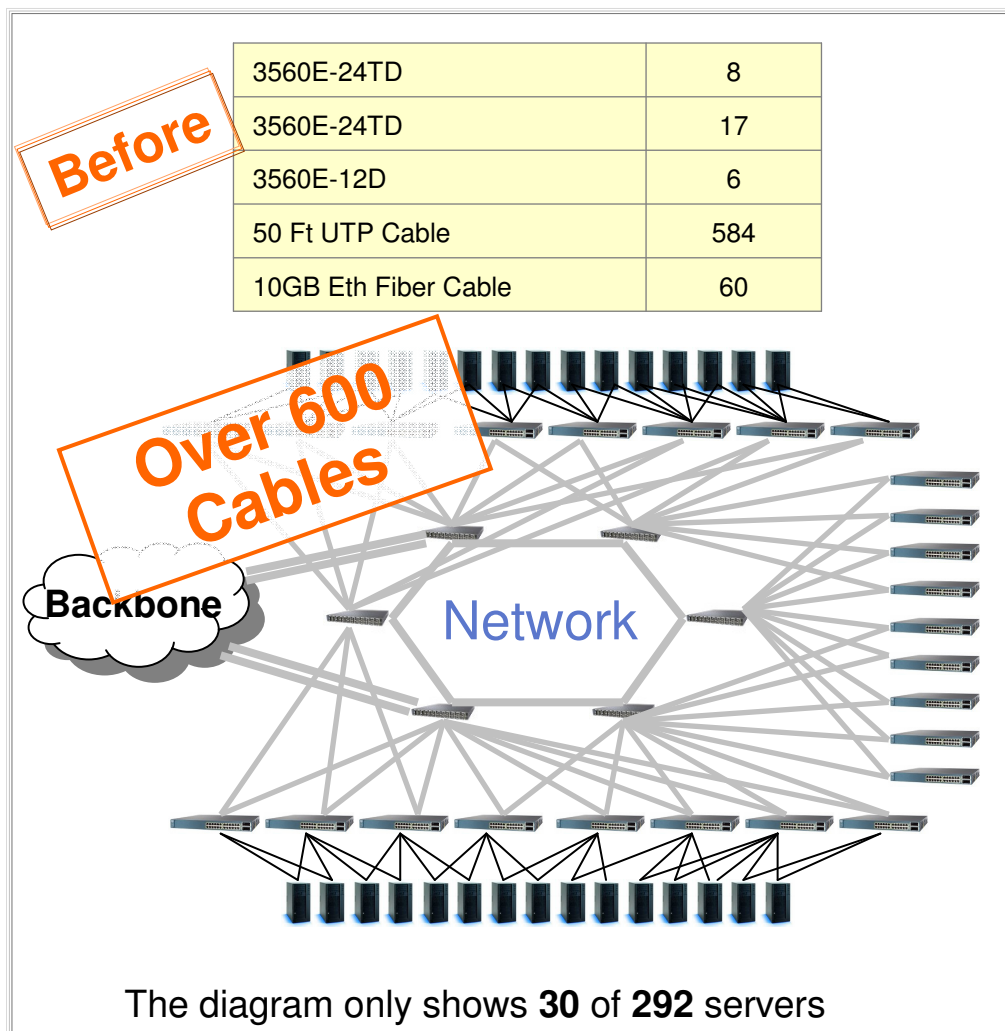 Before
3560E-24TD 8
3560E-24TD 17
3560E-12D 6
50 Ft UTP Cable 584
10GB Eth Fiber Cable 60
Over 600
Cables
Backbone
Network
The diagram only shows 30 of 292 servers